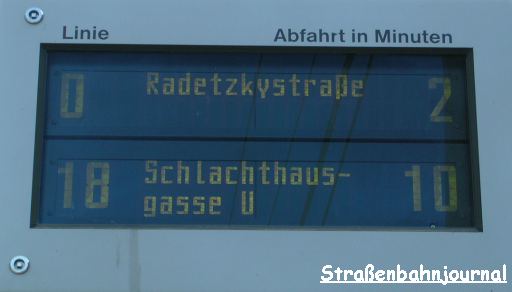 Linie Abfahrt in Minuten
O Radetzkystraße 2
18 Schlachthaus- 10
gasse U
Straßenbahnjournal